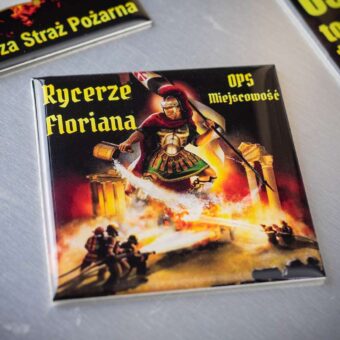 za Straż Pożarna
Rycerze
Floriana
OPS
Miejscowość